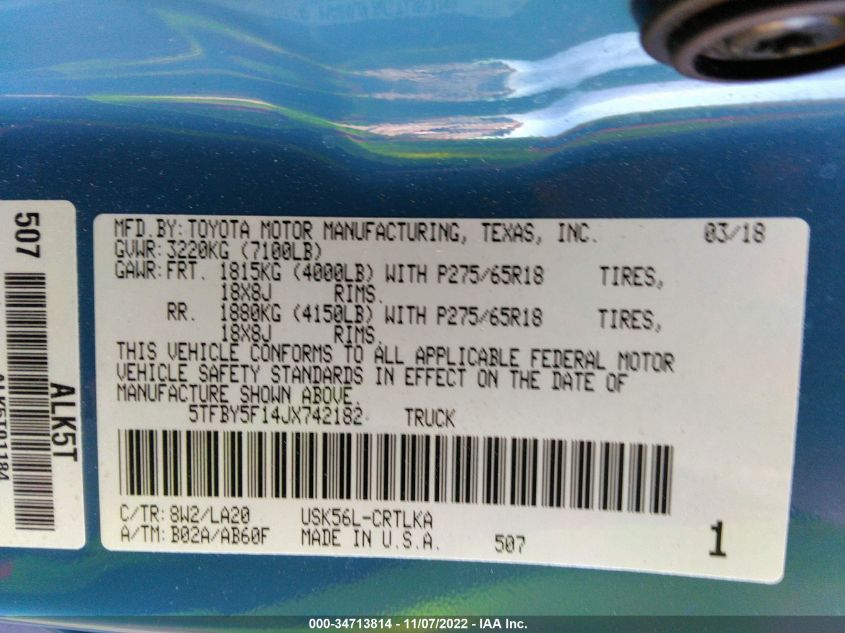 MFD.BY: TOYOTA MOTOR MANUFACTURING, TEXAS, INC. 03/18
GVWR: 3220KG (7100LB)
GAWR: FRT. 1815KG (4000LB) WITH P275/65R18 TIRES,
18X8J RIMS.
RR. 1880KG (4150LB) WITH P275/65R18 TIRES,
18X8J RIMS.
THIS VEHICLE CONFORMS TO ALL APPLICABLE FEDERAL MOTOR
VEHICLE SAFETY STANDARDS IN EFFECT ON THE DATE OF
MANUFACTURE SHOWN ABOVE.
5TFBY5F14JX742182 TRUCK
C/TR: 8W2/LA20 USK56L-CRTLKA
A/TM: B02A/AB60F MADE IN U.S.A. 507 1
507
ALK5T
000-34713814 - 11/07/2022 - IAA Inc.